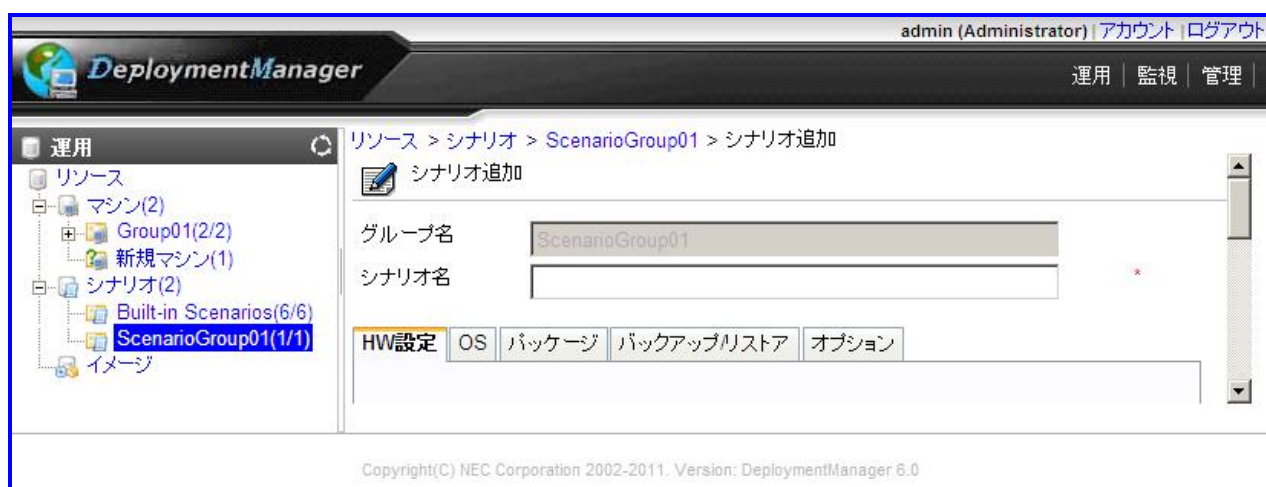 admin (Administrator) | アカウント | ログアウト
DeploymentManager
運用 | 監視 | 管理 |
運用
リソース
マシン(2)
Group01(2/2)
新規マシン(1)
シナリオ(2)
Built-in Scenarios(6/6)
ScenarioGroup01(1/1)
イメージ
リソース > シナリオ > ScenarioGroup01 > シナリオ追加
シナリオ追加
グループ名 ScenarioGroup01
シナリオ名 *
HW設定 OS パッケージ バックアップ/リストア オプション
Copyright(C) NEC Corporation 2002-2011. Version: DeploymentManager 6.0